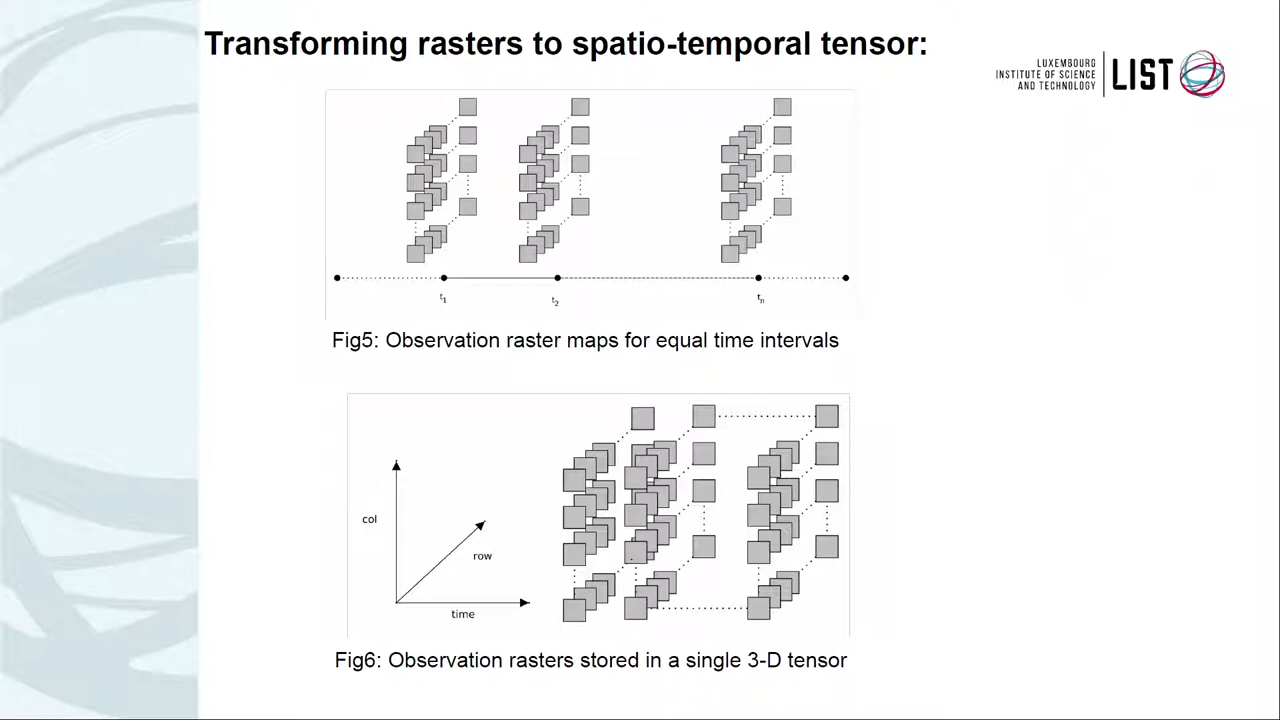 Transforming rasters to spatio-temporal tensor:
LUXEMBOURG
INSTITUTE OF SCIENCE
AND TECHNOLOGY
LIST
t1
t2
tn
Fig5: Observation raster maps for equal time intervals
col
row
time
Fig6: Observation rasters stored in a single 3-D tensor